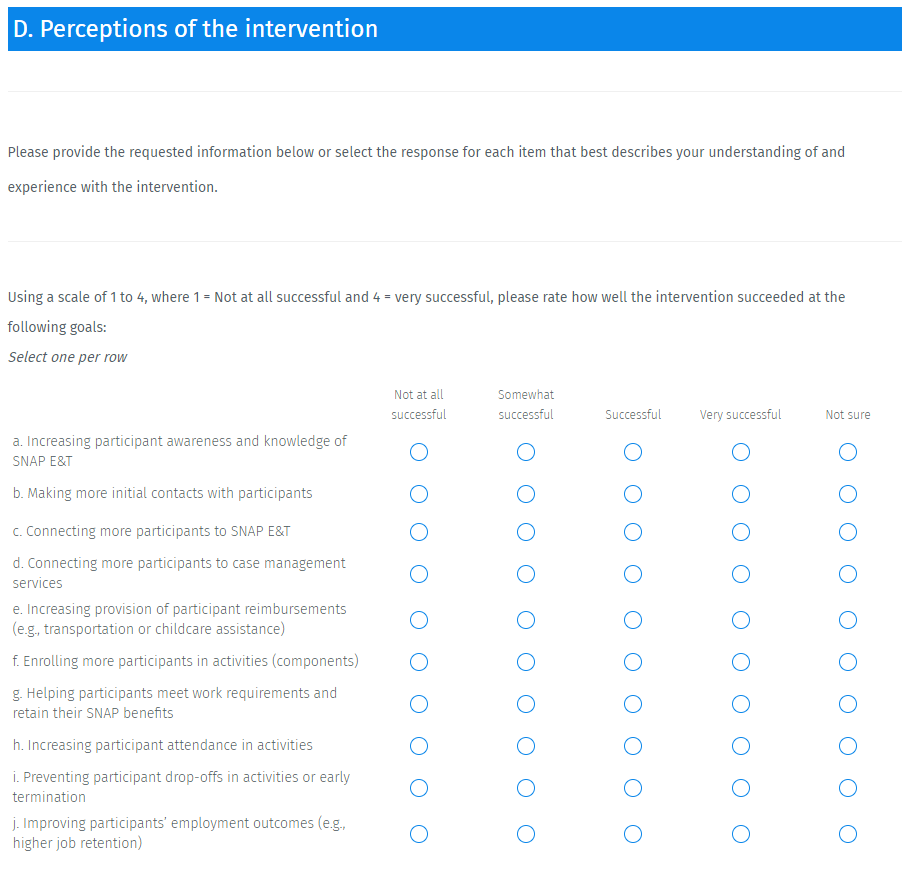 D. Perceptions of the intervention
Please provide the requested information below or select the response for each item that best describes your understanding of and
experience with the intervention.
Using a scale of 1 to 4, where 1 = Not at all successful and 4 = very successful, please rate how well the intervention succeeded at the
following goals:
Select one per row
Not at all successful
Somewhat successful
Successful
Very successful
Not sure
a. Increasing participant awareness and knowledge of
SNAP E&T
b. Making more initial contacts with participants
c. Connecting more participants to SNAP E&T
d. Connecting more participants to case management
services
e. Increasing provision of participant reimbursements
(e.g., transportation or childcare assistance)
f. Enrolling more participants in activities (components)
g. Helping participants meet work requirements and
retain their SNAP benefits
h. Increasing participant attendance in activities
i. Preventing participant drop-offs in activities or early
termination
j. Improving participants’ employment outcomes (e.g.,
higher job retention)